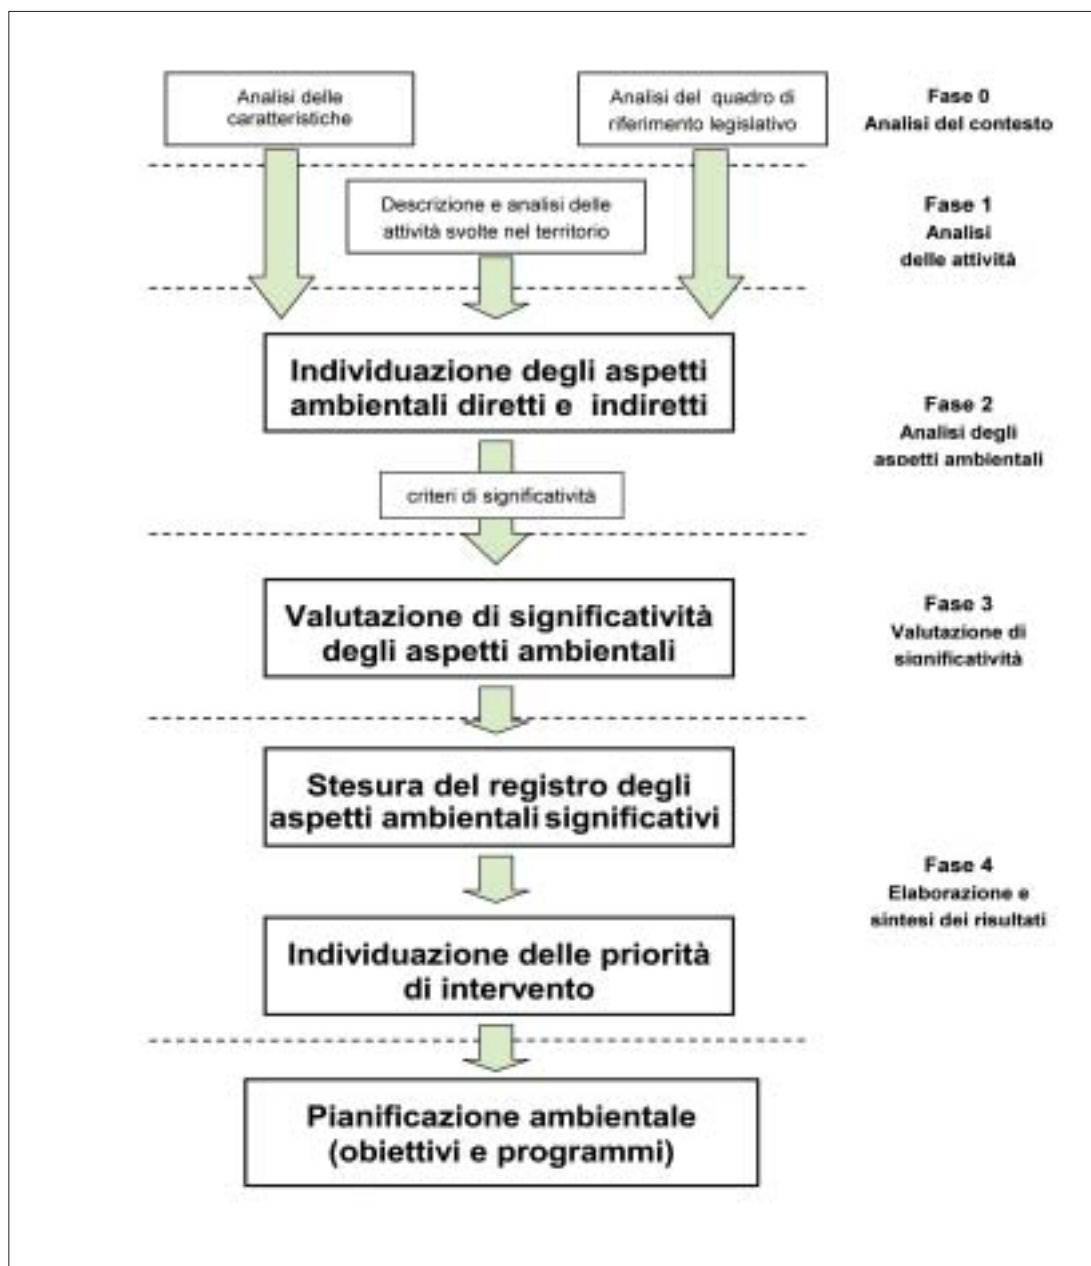 Analisi delle
caratteristiche
Analisi del quadro di
riferimento legislativo
Fase 0
Analisi del contesto
Descrizione e analisi delle
attività svolte nel territorio
Fase 1
Analisi
delle attività
Individuazione degli aspetti
ambientali diretti e indiretti
Fase 2
Analisi degli
aspetti ambientali
criteri di significatività
Valutazione di significatività
degli aspetti ambientali
Fase 3
Valutazione di
significatività
Stesura del registro degli
aspetti ambientali significativi
Fase 4
Elaborazione e
sintesi dei risultati
Individuazione delle priorità
di intervento
Pianificazione ambientale
(obiettivi e programmi)